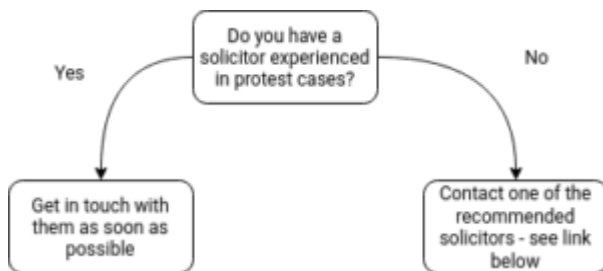 Do you have a
solicitor experienced
in protest cases?
Yes
No
Get in touch with
them as soon as
possible
Contact one of the
recommended
solicitors - see link
below